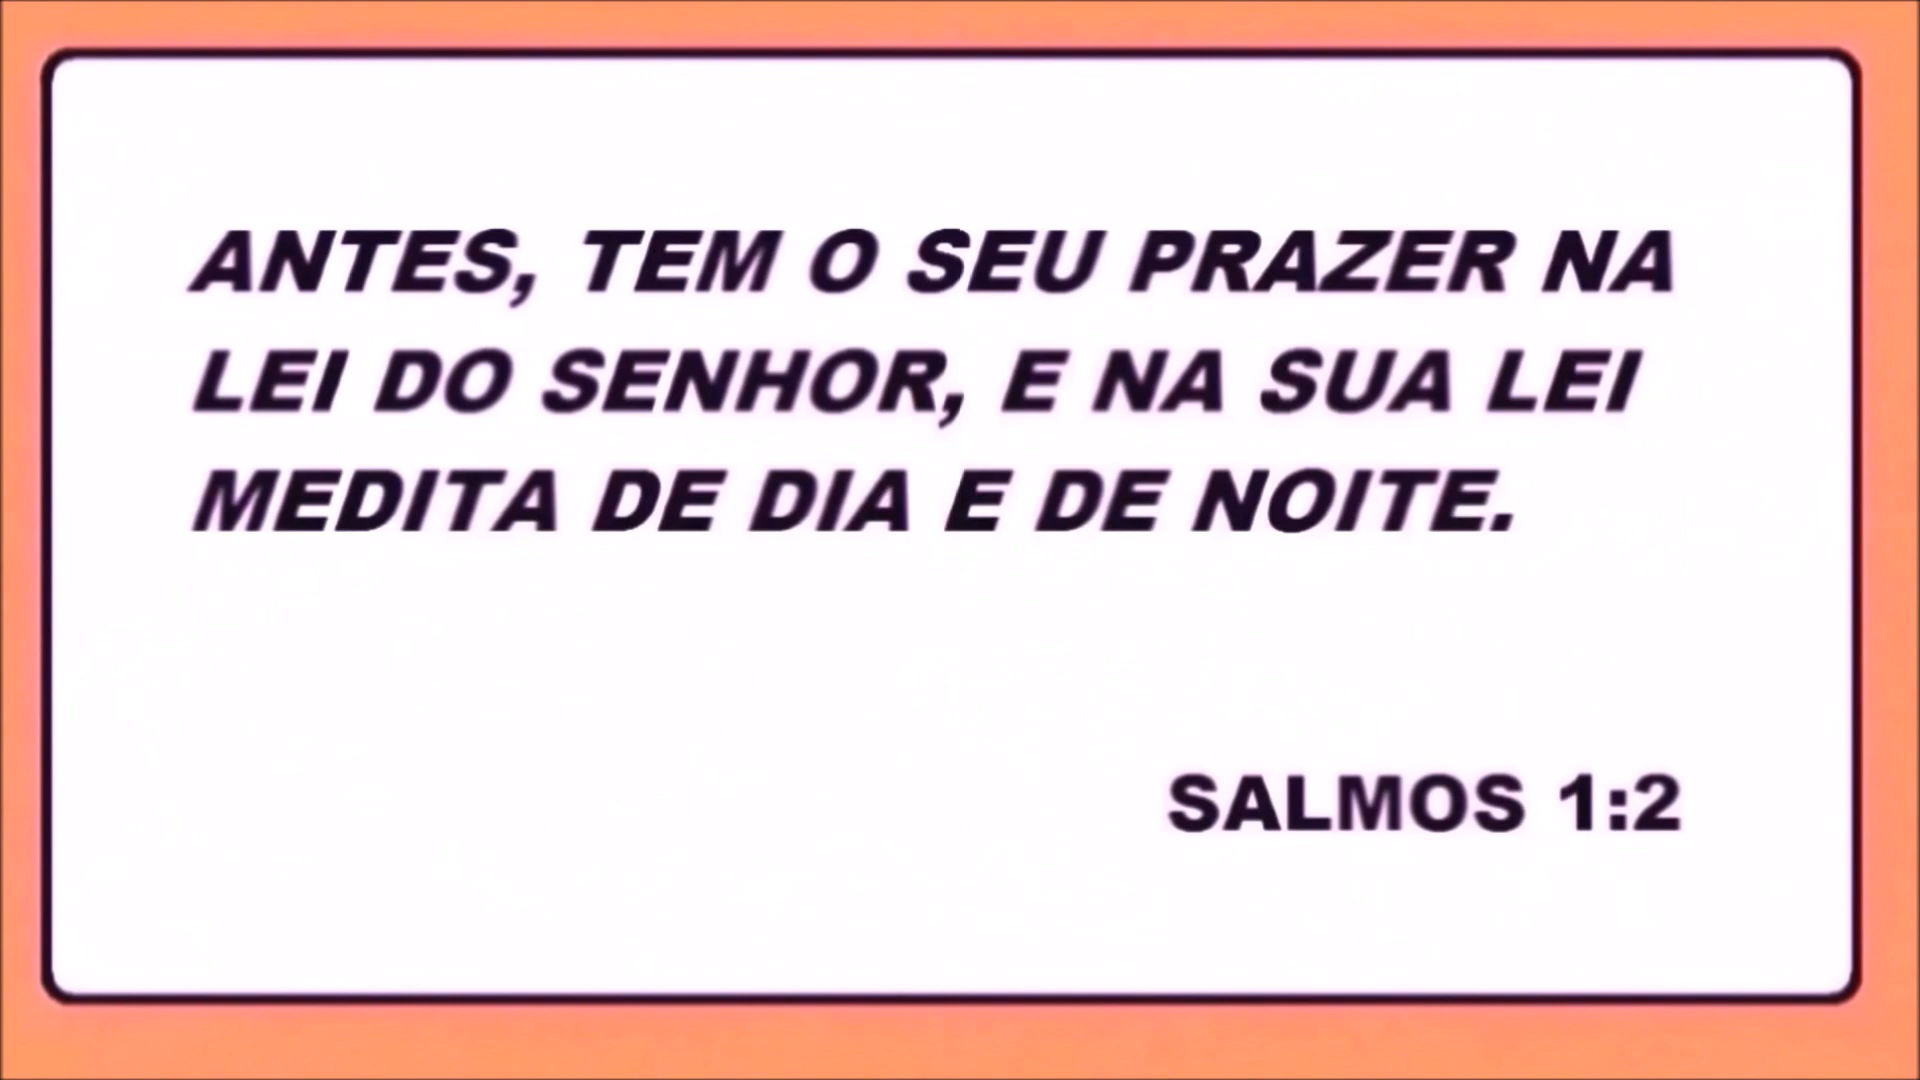 ANTES, TEM O SEU PRAZER NA
LEI DO SENHOR, E NA SUA LEI
MEDITA DE DIA E DE NOITE.
SALMOS 1:2